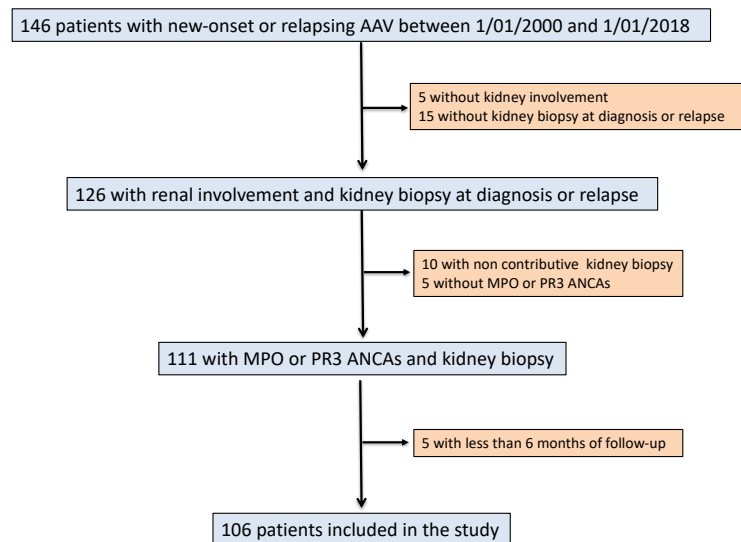 146 patients with new-onset or relapsing AAV between 1/01/2000 and 1/01/2018
5 without kidney involvement
15 without kidney biopsy at diagnosis or relapse
126 with renal involvement and kidney biopsy at diagnosis or relapse
10 with non contributive kidney biopsy
5 without MPO or PR3 ANCAs
111 with MPO or PR3 ANCAs and kidney biopsy
5 with less than 6 months of follow-up
106 patients included in the study